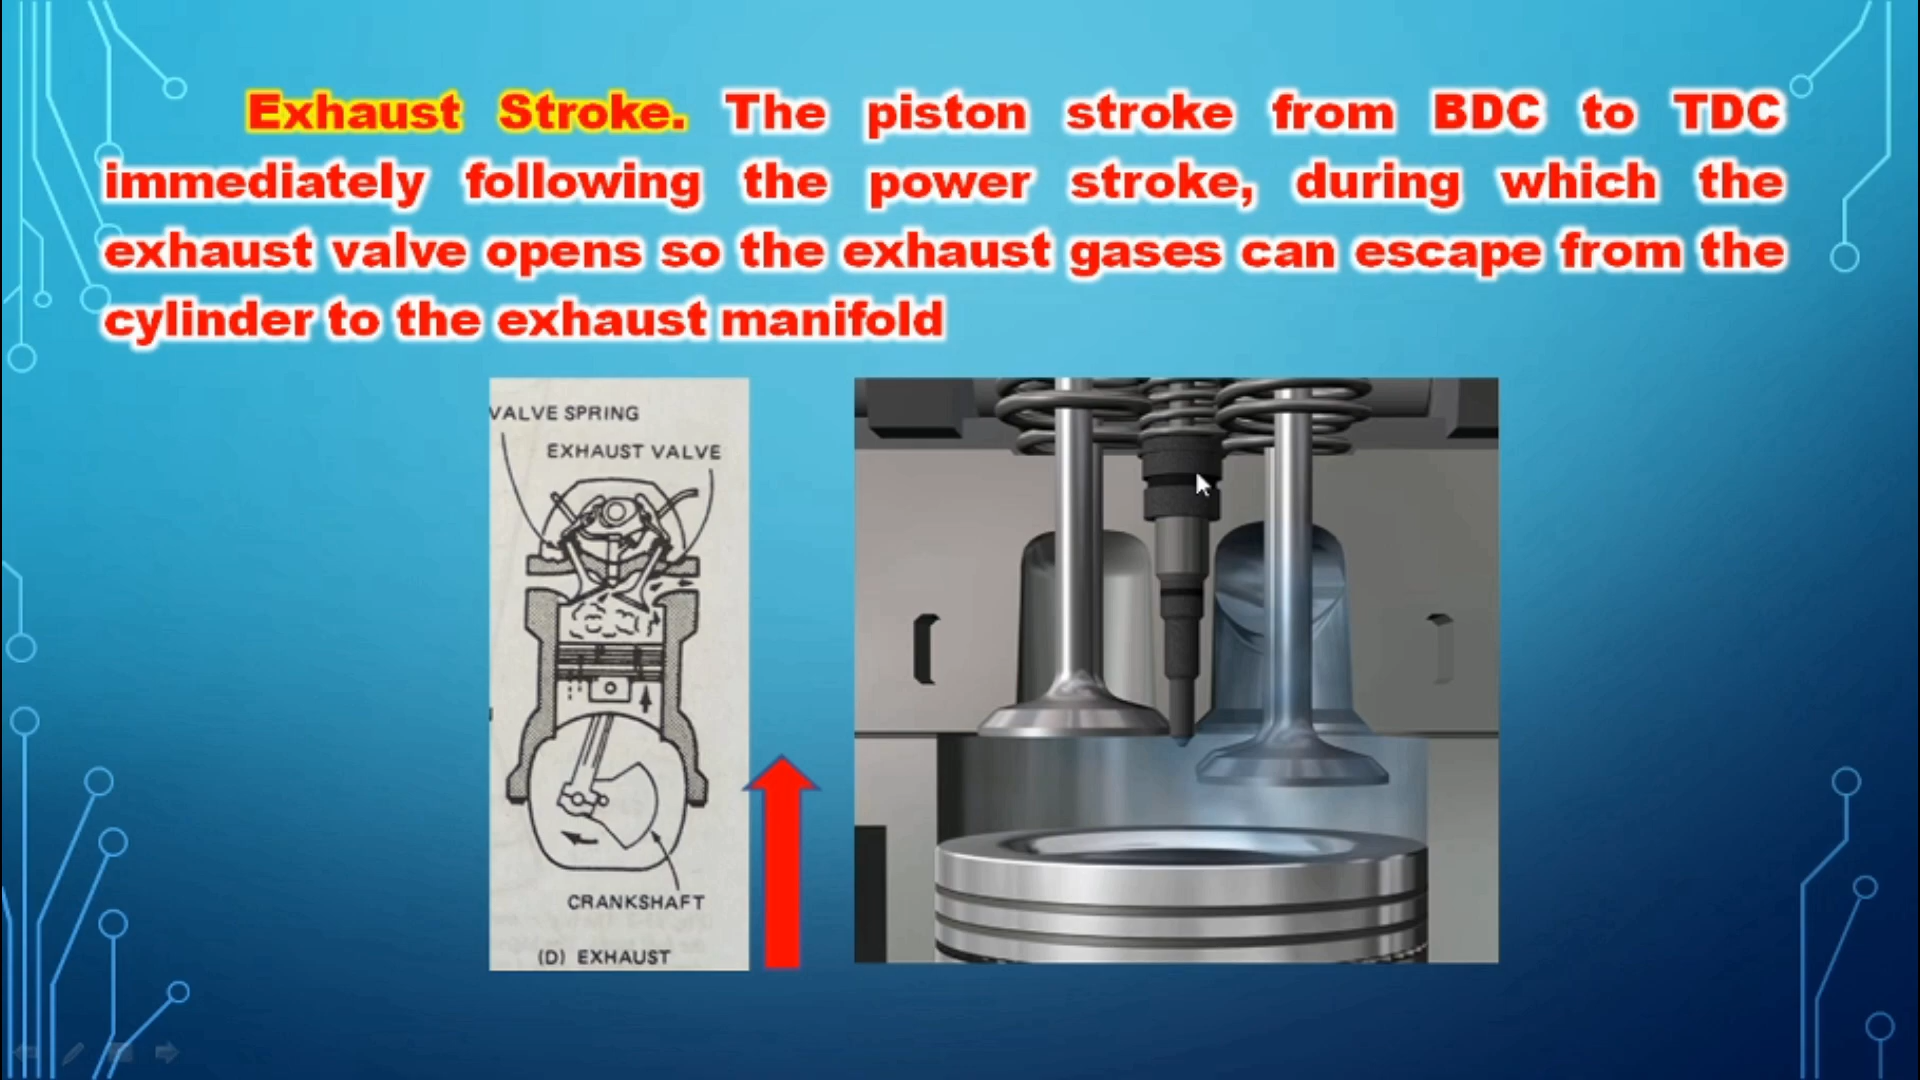 Exhaust Stroke. The piston stroke from BDC to TDC
immediately following the power stroke, during which the
exhaust valve opens so the exhaust gases can escape from the
cylinder to the exhaust manifold
VALVE SPRING
EXHAUST VALVE
CRANKSHAFT
(D) EXHAUST